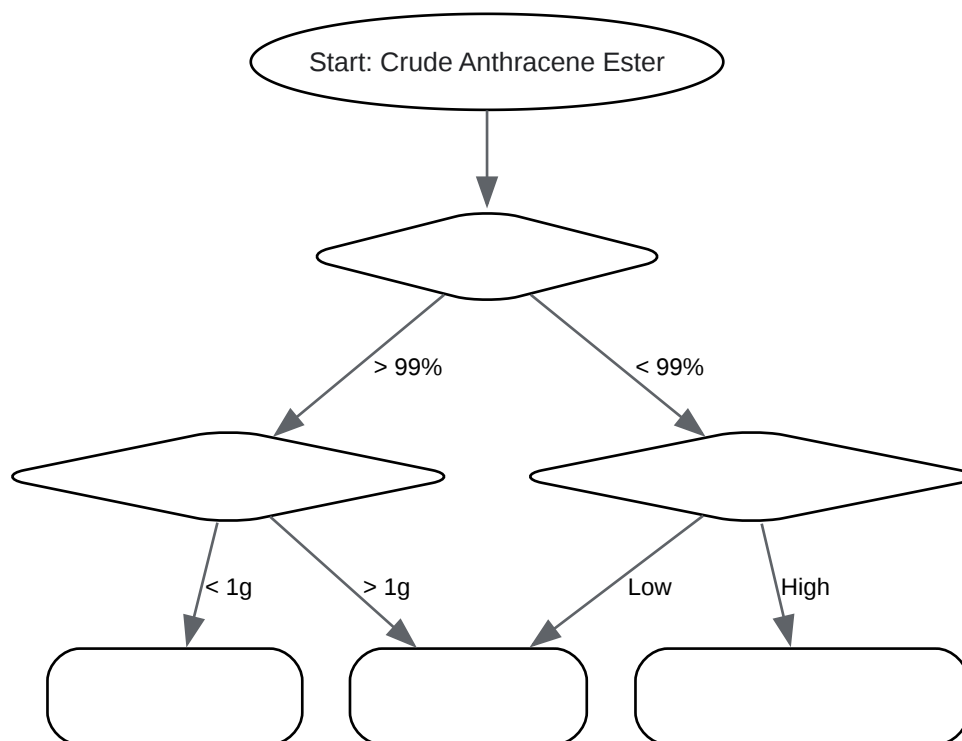 Start: Crude Anthracene Ester
> 99%
< 99%
< 1g
> 1g
Low
High